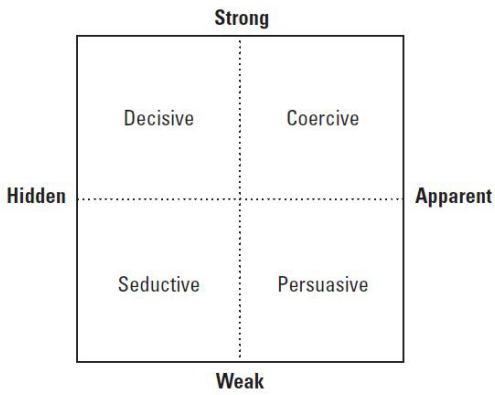 Strong
Decisive
Coercive
Hidden
Apparent
Seductive
Persuasive
Weak